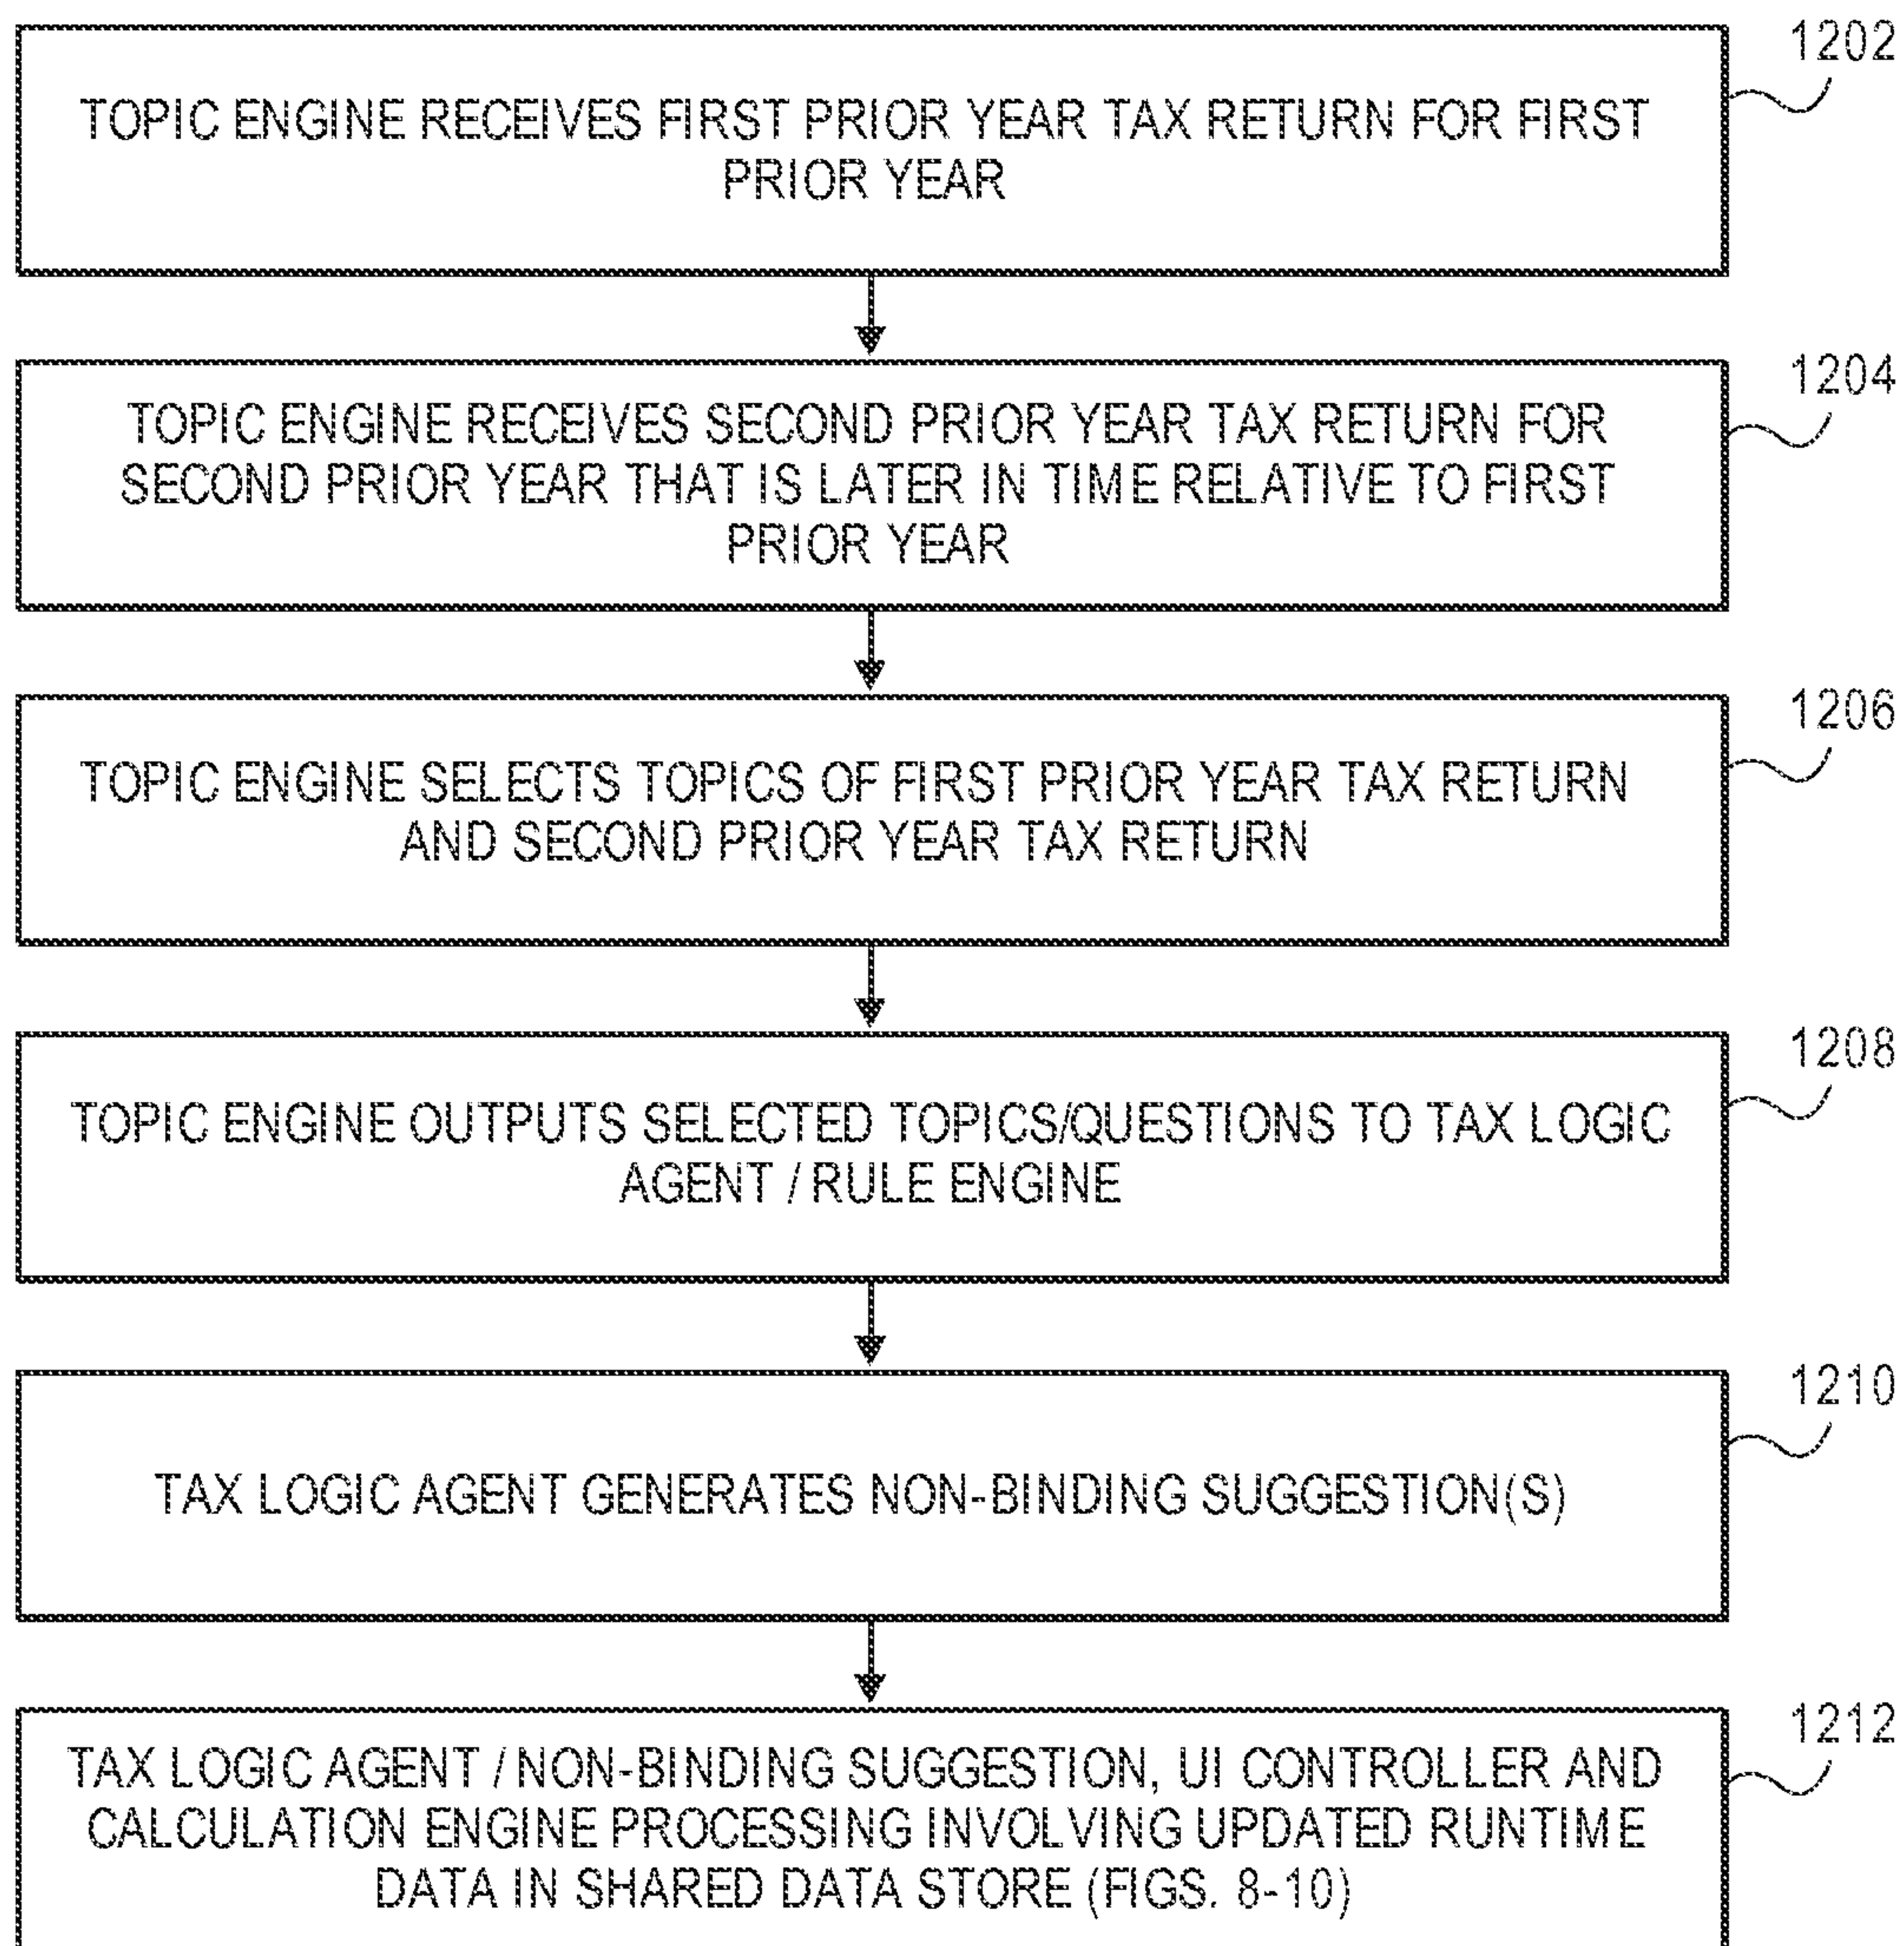 1202
TOPIC ENGINE RECEIVES FIRST PRIOR YEAR TAX RETURN FOR FIRST
PRIOR YEAR
1204
TOPIC ENGINE RECEIVES SECOND PRIOR YEAR TAX RETURN FOR
SECOND PRIOR YEAR THAT IS LATER IN TIME RELATIVE TO FIRST
PRIOR YEAR
1206
TOPIC ENGINE SELECTS TOPICS OF FIRST PRIOR YEAR TAX RETURN
AND SECOND PRIOR YEAR TAX RETURN
1208
TOPIC ENGINE OUTPUTS SELECTED TOPICS/QUESTIONS TO TAX LOGIC
AGENT / RULE ENGINE
1210
TAX LOGIC AGENT GENERATES NON-BINDING SUGGESTION(S)
1212
TAX LOGIC AGENT / NON-BINDING SUGGESTION, UI CONTROLLER AND
CALCULATION ENGINE PROCESSING INVOLVING UPDATED RUNTIME
DATA IN SHARED DATA STORE (FIGS. 8-10)